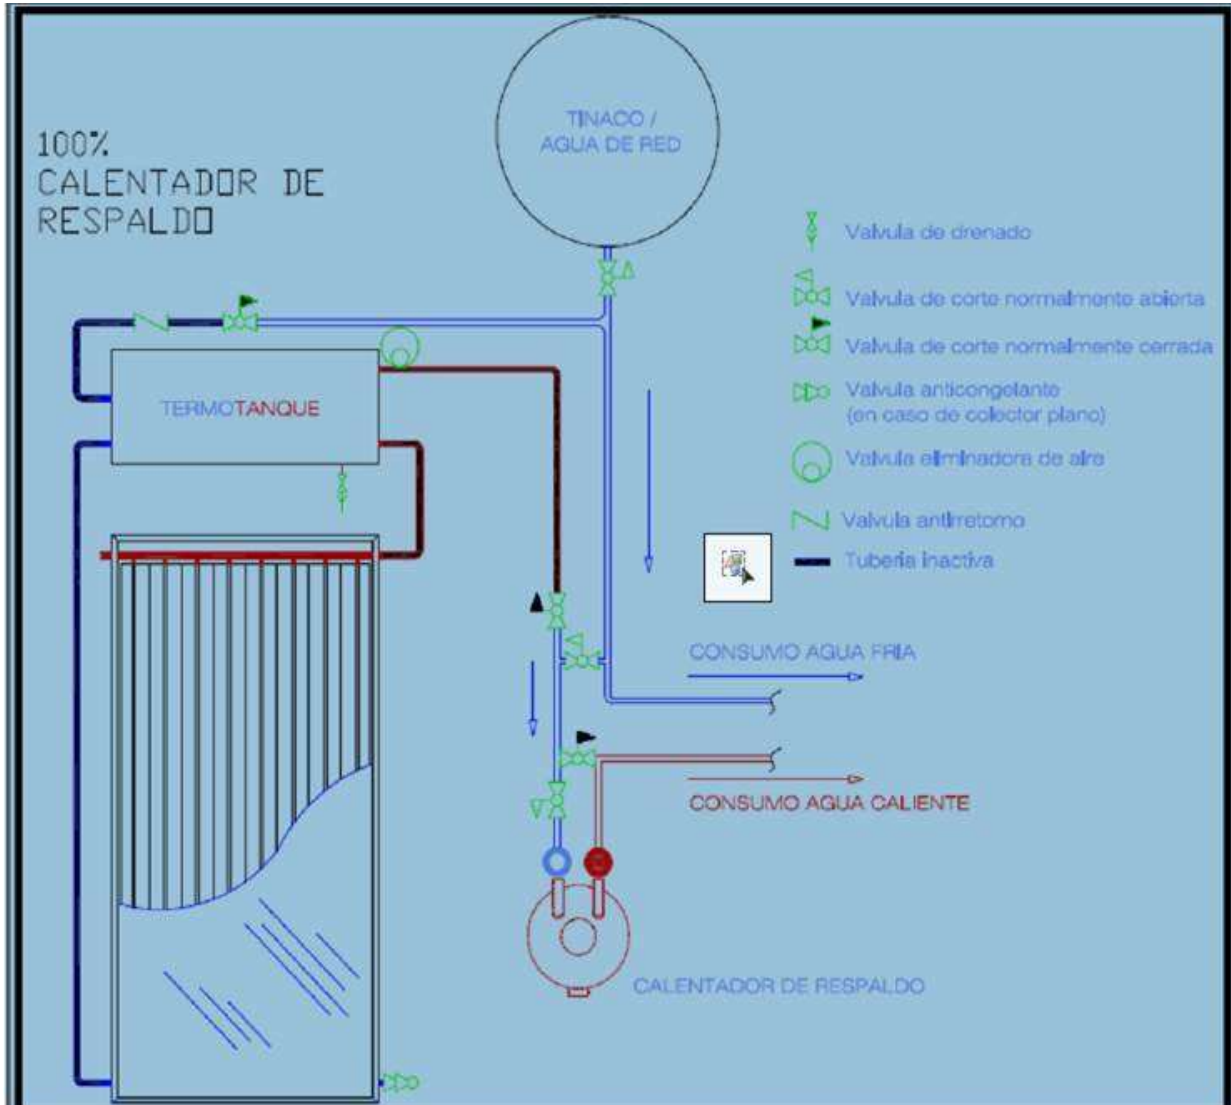 100%
CALENTADOR DE
RESPALDO
TINACO /
AGUA DE RED
Valvula de drenado
Valvula de corte normalmente abierta
Valvula de corte normalmente cerrada
Valvula anticongelante
(en caso de colector plano)
Valvula eliminadora de aire
Valvula antirretorno
Tuberia inactiva
TERMOTANQUE
CONSUMO AGUA FRIA
CONSUMO AGUA CALIENTE
CALENTADOR DE RESPALDO